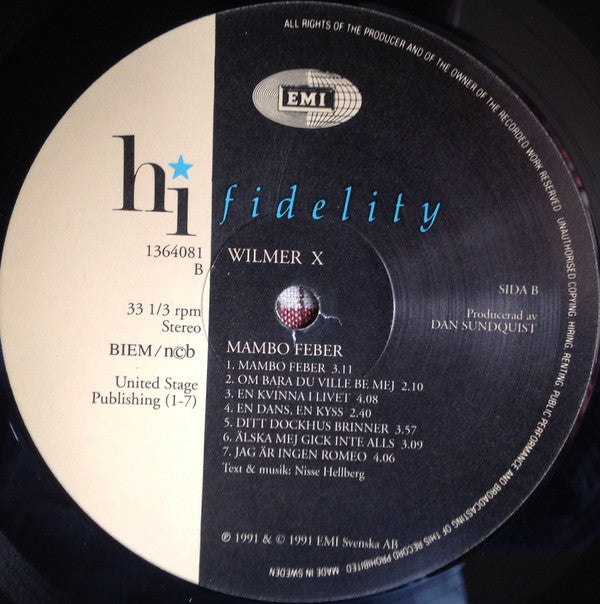 ALL RIGHTS OF THE PRODUCER AND OF THE OWNER OF THE RECORDED WORK RESERVED UNAUTHORISED COPYING HIRING RENTING PUBLIC PERFORMANCE AND BROADCASTING OF THIS RECORD PROHIBITED MADE IN SWEDEN
EMI
hi fidelity
1364081
B
WILMER X
SIDA B
33 1/3 rpm
Stereo
Producerad av
DAN SUNDQUIST
BIEM/n©b
United Stage
Publishing (1-7)
MAMBO FEBER
1. MAMBO FEBER 3.11
2. OM BARA DU VILLE BE MEJ 2.10
3. EN KVINNA I LIVET 4.08
4. EN DANS, EN KYSS 2.40
5. DITT DOCKHUS BRINNER 3.57
6. ÄLSKA MEJ GICK INTE ALLS 3.09
7. JAG ÄR INGEN ROMEO 4.06
Text & musik: Nisse Hellberg
℗ 1991 & © 1991 EMI Svenska AB